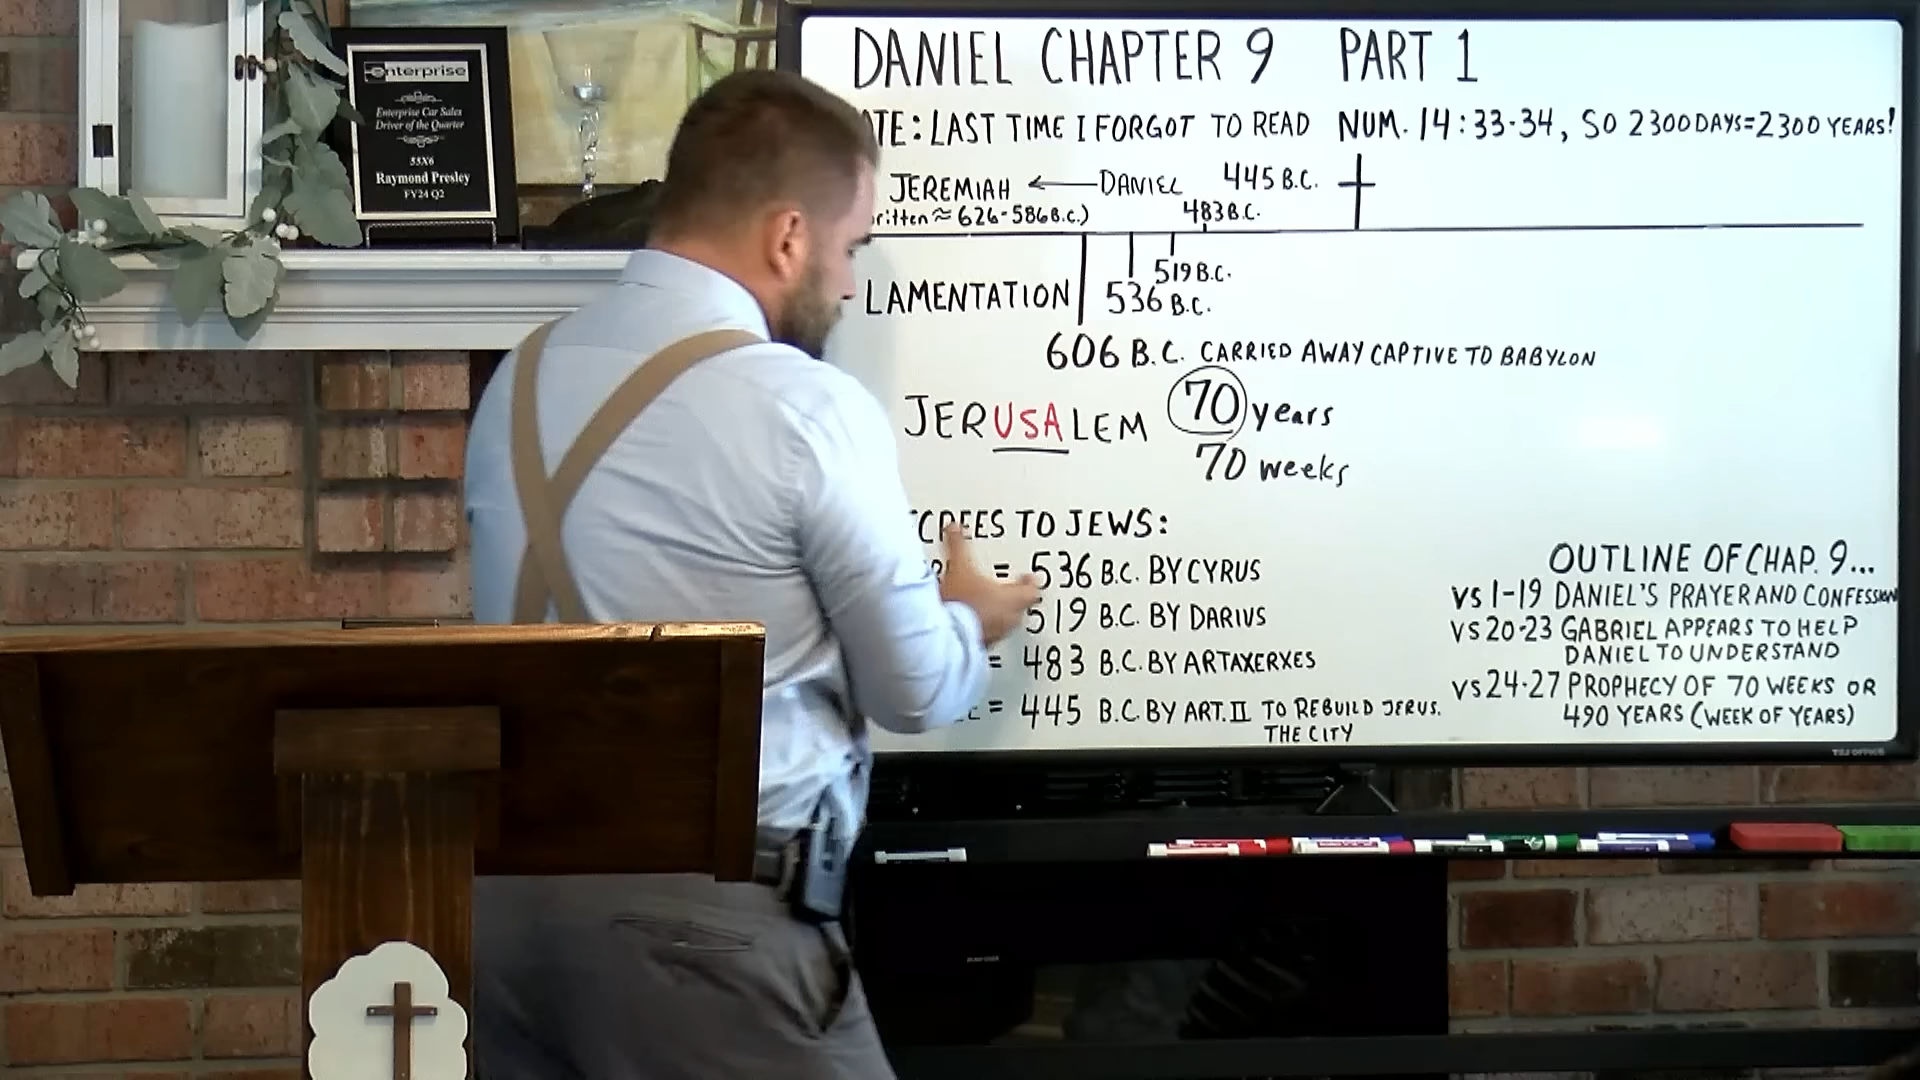 enterprise
Enterprise Car Sales
Driver of the Quarter
55X6
Raymond Presley
FY24 Q2
DANIEL CHAPTER 9 PART 1
TE: LAST TIME I FORGOT TO READ NUM. 14:33-34, SO 2300 DAYS=2300 YEARS!
JEREMIAH ← DANIEL 445 B.C.
ritten ≈ 626-586 B.C.) 483 B.C.
519 B.C.
LAMENTATION 536 B.C.
606 B.C. CARRIED AWAY CAPTIVE TO BABYLON
JERUSALEM 70 years
70 weeks
CREES TO JEWS:
= 536 B.C. BY CYRUS
519 B.C. BY DARIUS
= 483 B.C. BY ARTAXERXES
= 445 B.C. BY ART. II TO REBUILD JERUS.
THE CITY
OUTLINE OF CHAP. 9...
VS 1-19 DANIEL'S PRAYER AND CONFESSION
VS 20-23 GABRIEL APPEARS TO HELP
DANIEL TO UNDERSTAND
VS 24-27 PROPHECY OF 70 WEEKS OR
490 YEARS (WEEK OF YEARS)